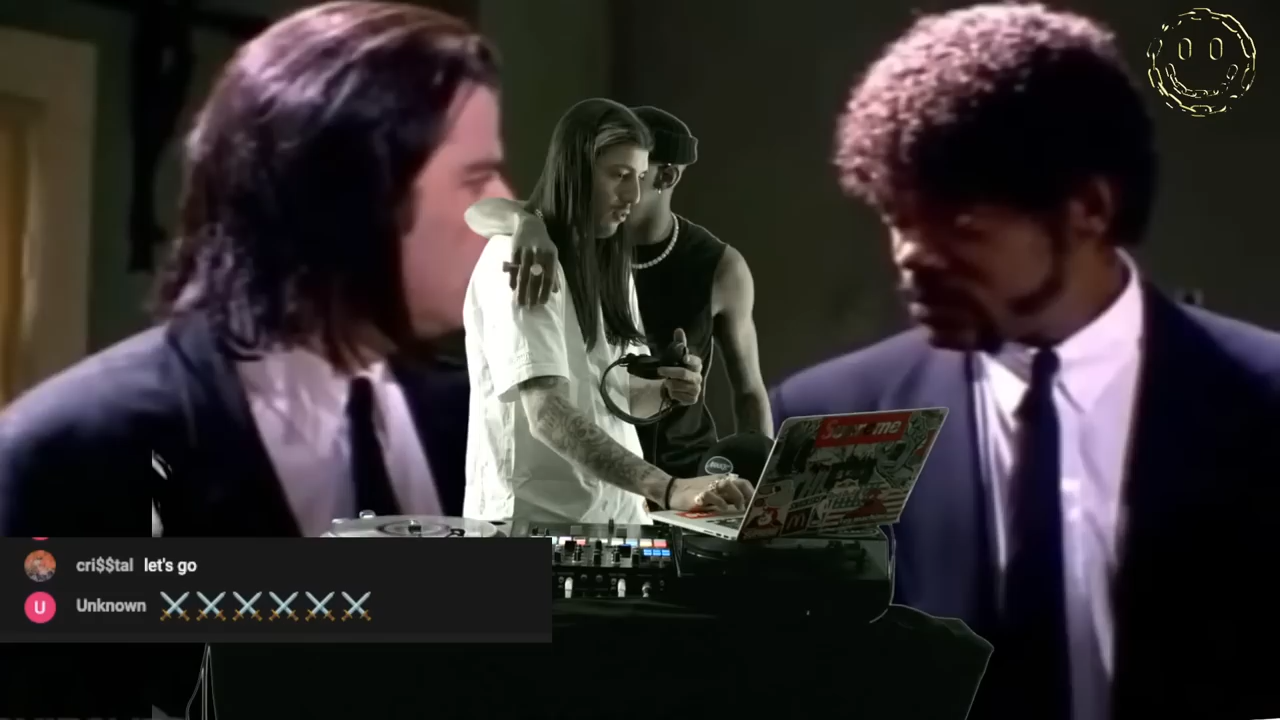 Supreme
cri$$tal let's go
U Unknown ⚔️⚔️⚔️⚔️⚔️⚔️